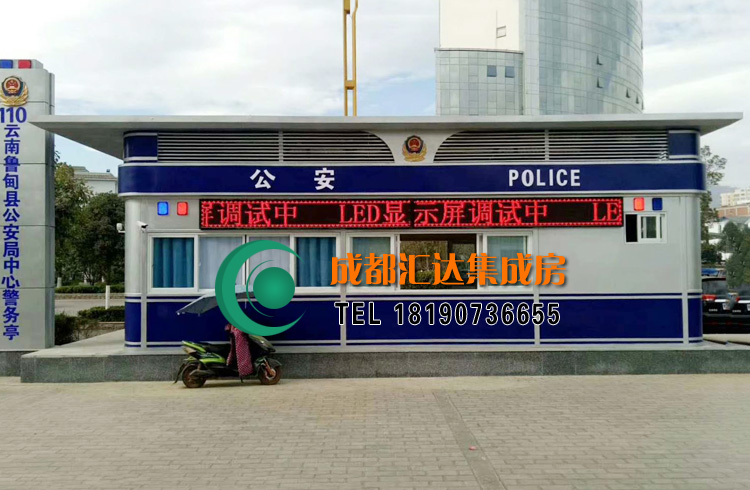 110
云南鲁甸县公安局中心警务亭
公安 POLICE
屏调试中 LED显示屏调试中 LE
成都汇达集成房
TEL 18190736655